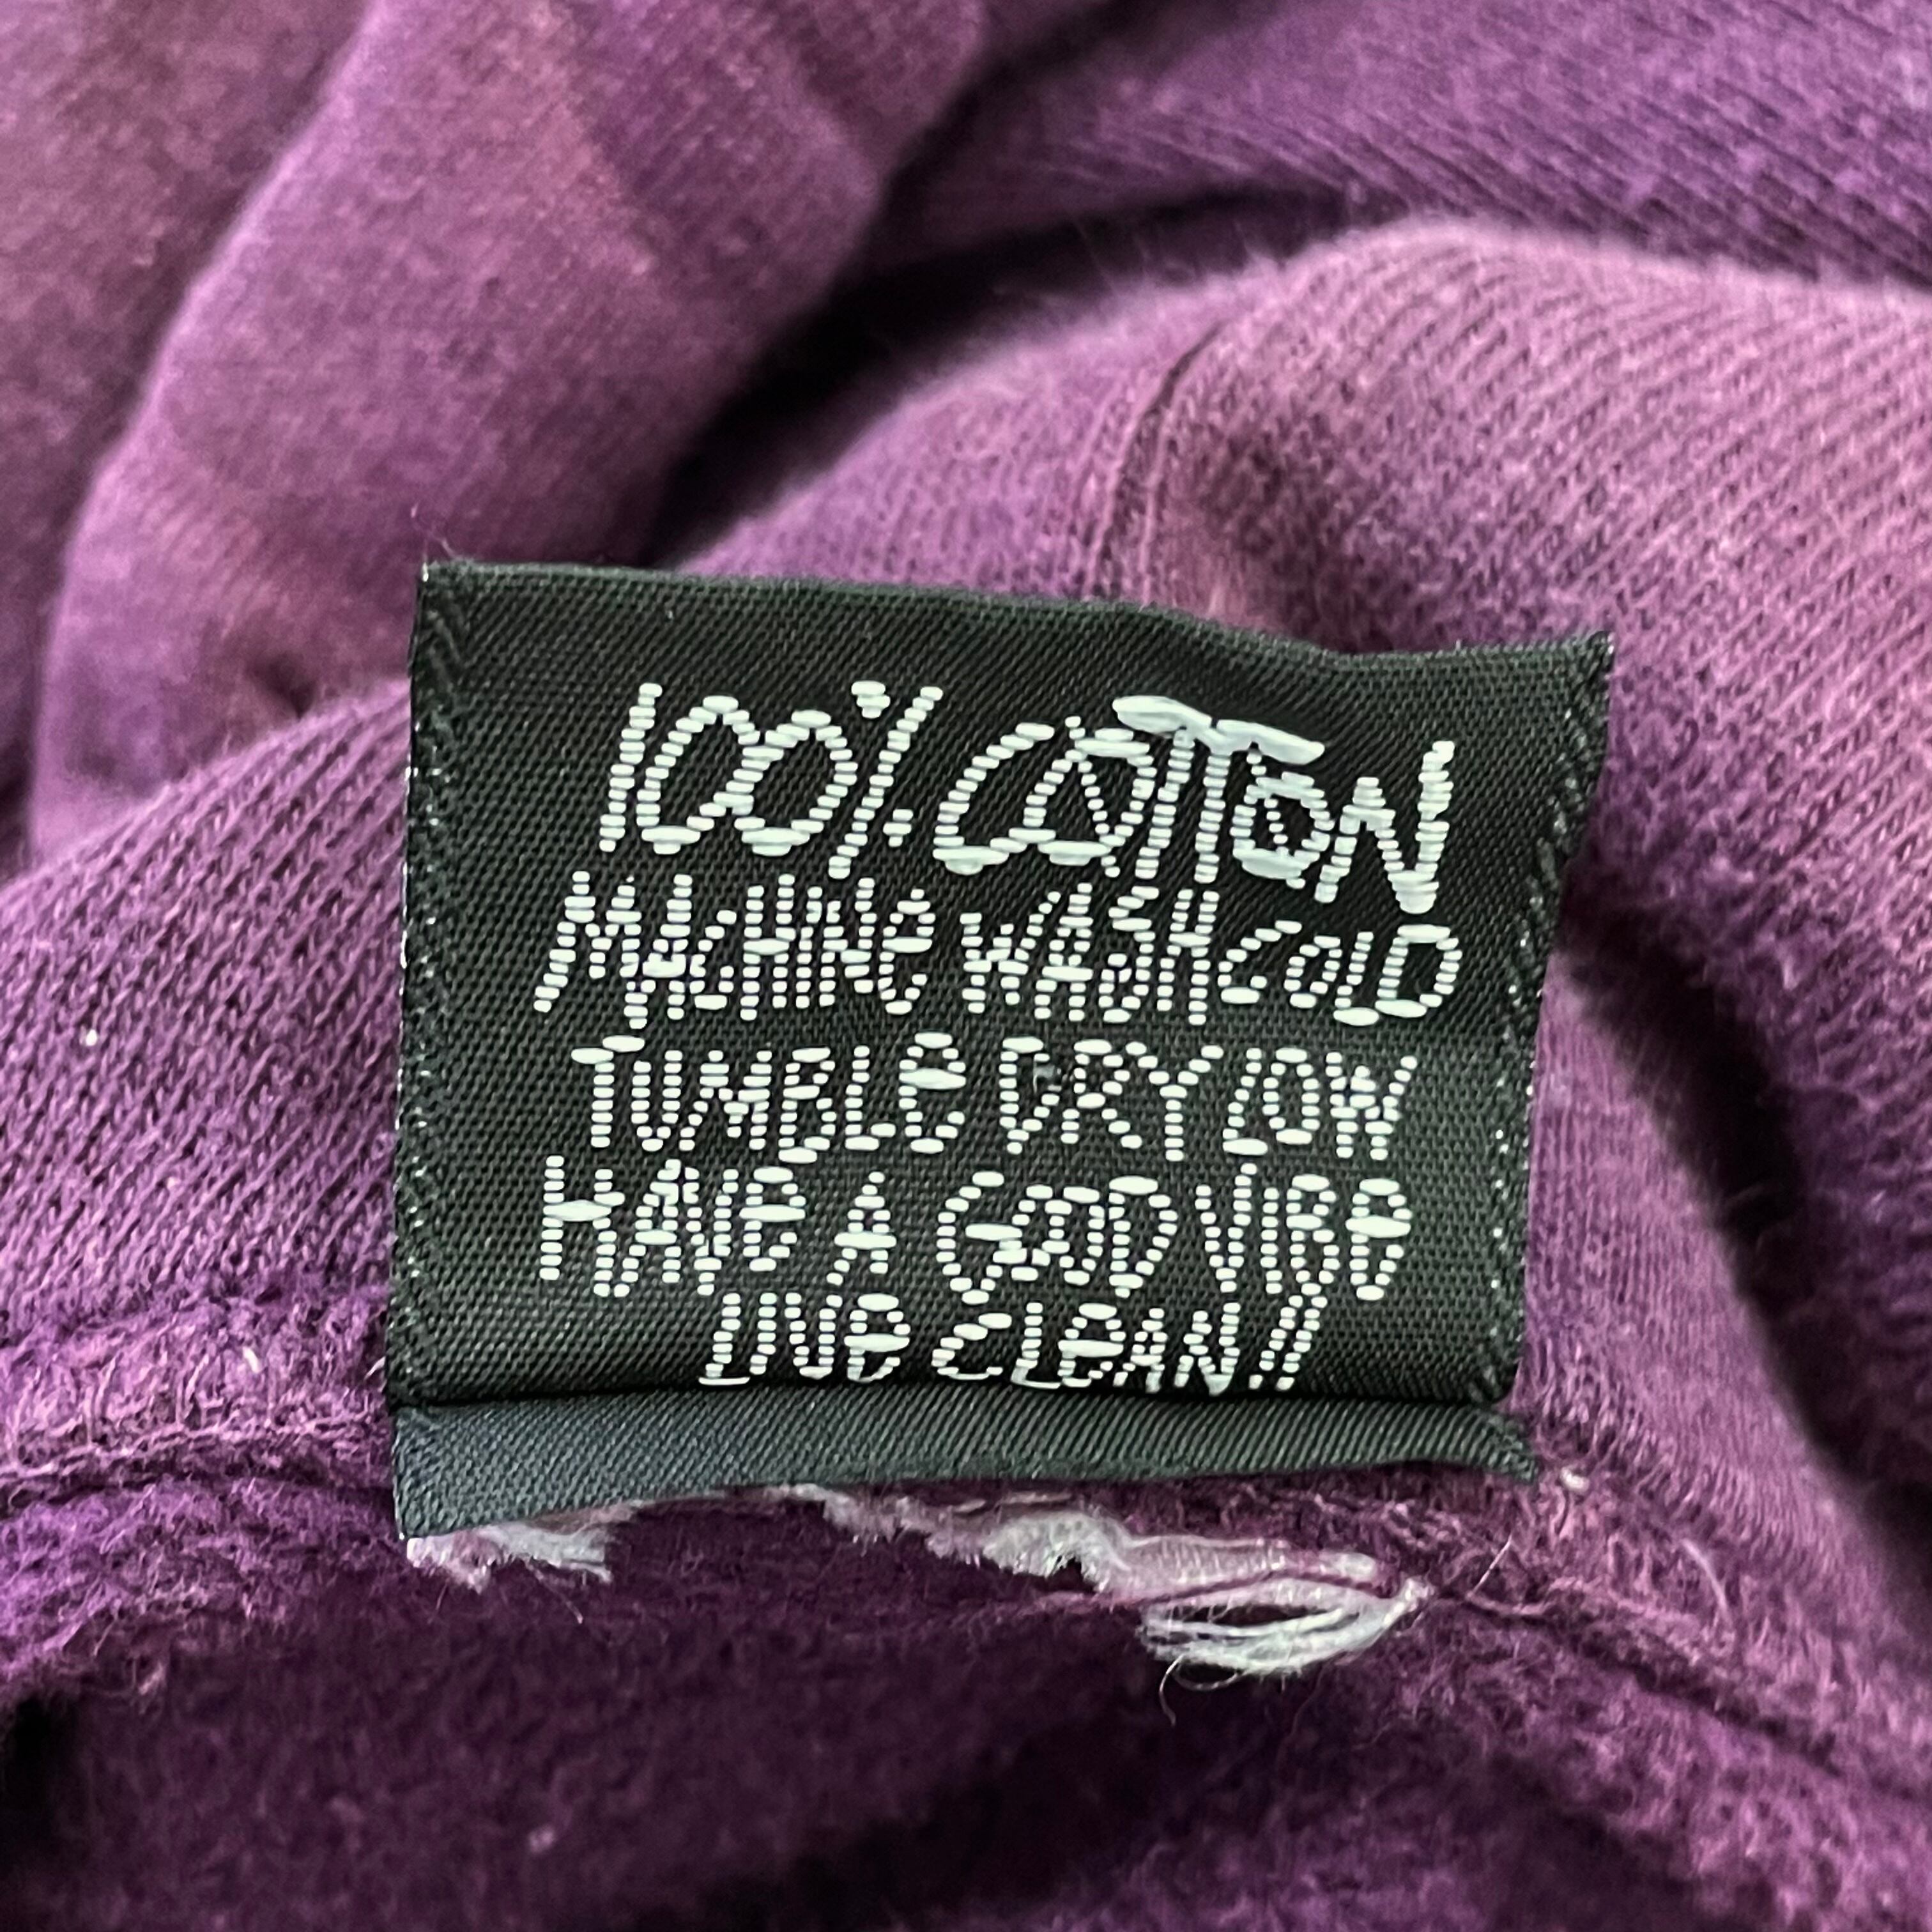 100% COTTON
MACHINE WASH COLD
TUMBLE DRY LOW
HAVE A GOOD VIBE
LIVE CLEAN!!